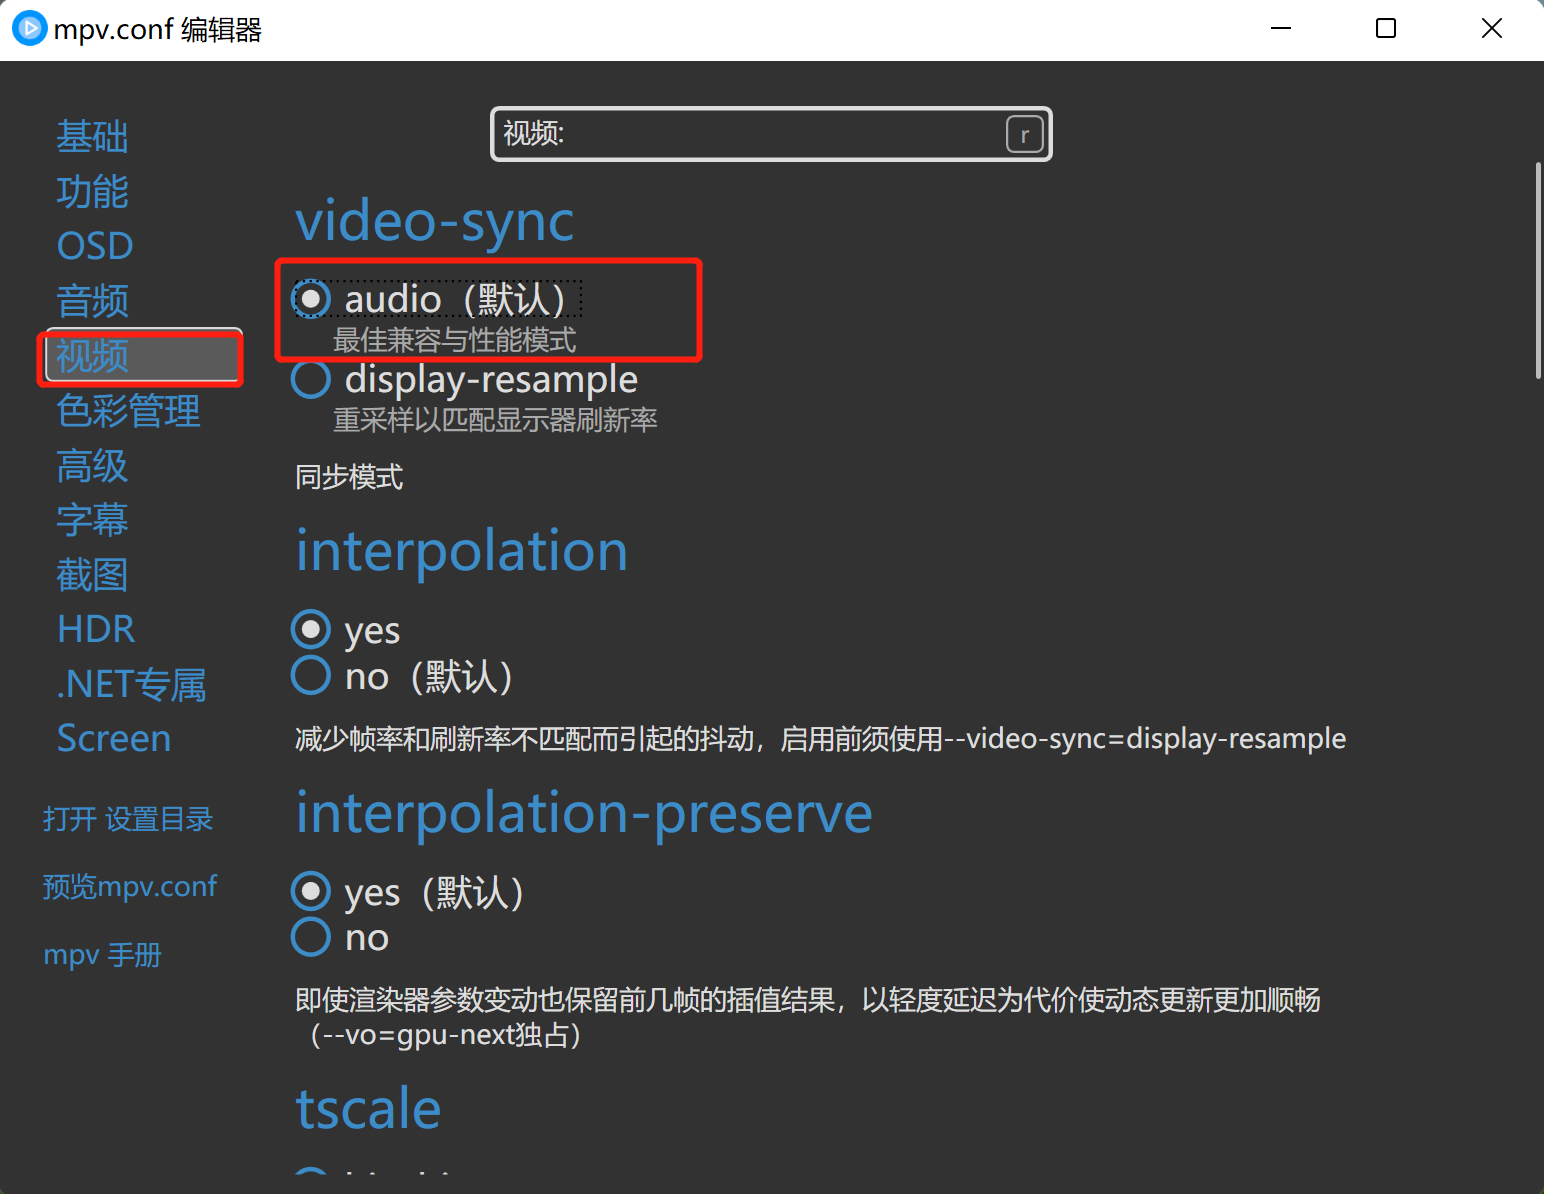 mpv.conf 编辑器
视频:
r
基础
功能
OSD
音频
视频
色彩管理
高级
字幕
截图
HDR
.NET专属
Screen
打开 设置目录
预览mpv.conf
mpv 手册
video-sync
audio（默认）
最佳兼容与性能模式
display-resample
重采样以匹配显示器刷新率
同步模式
interpolation
yes
no（默认）
减少帧率和刷新率不匹配而引起的抖动，启用前须使用--video-sync=display-resample
interpolation-preserve
yes（默认）
no
即使渲染器参数变动也保留前几帧的插值结果，以轻度延迟为代价使动态更新更加顺畅
（--vo=gpu-next独占）
tscale